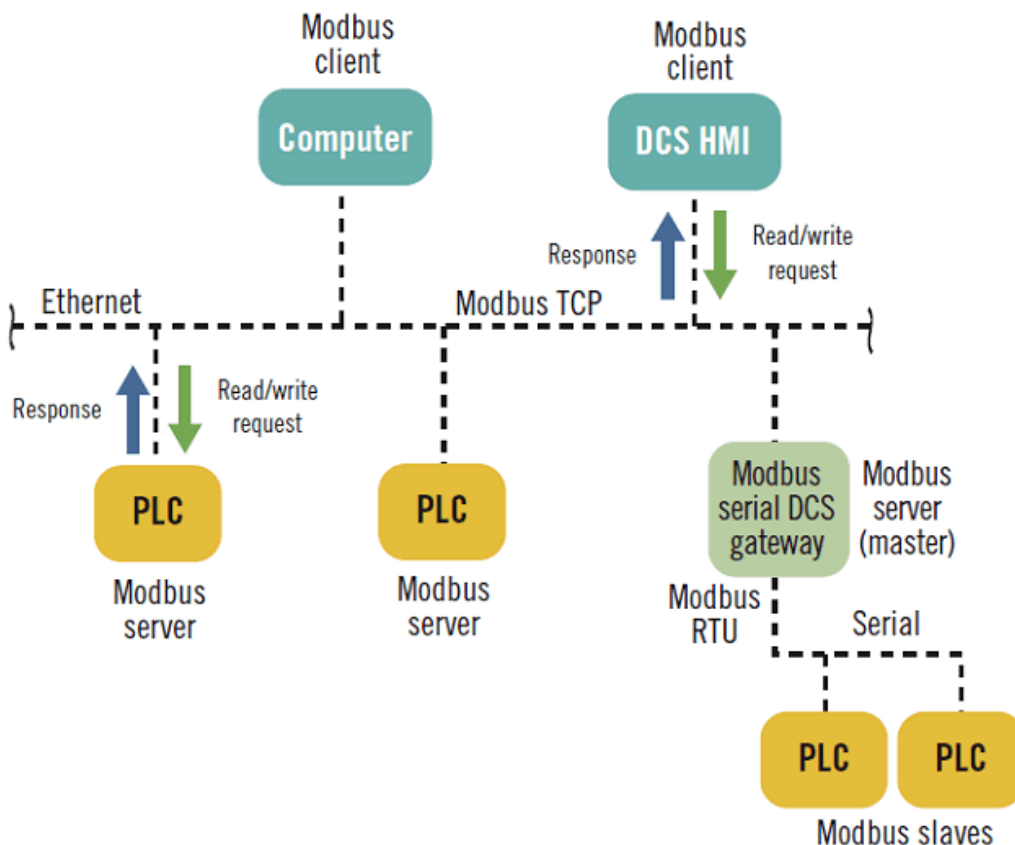 Modbus
client
Computer
Modbus
client
DCS HMI
Response
Read/write
request
Ethernet
Modbus TCP
Response
Read/write
request
PLC
Modbus
server
PLC
Modbus
server
Modbus
serial DCS
gateway
Modbus
server
(master)
Modbus
RTU
Serial
PLC
PLC
Modbus slaves